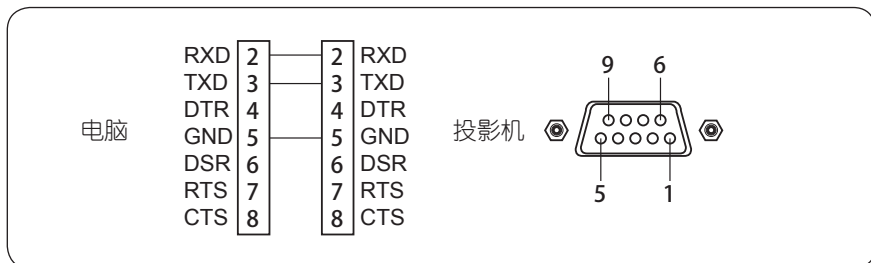 RXD 2 2 RXD
TXD 3 3 TXD
DTR 4 4 DTR
GND 5 5 GND
DSR 6 6 DSR
RTS 7 7 RTS
CTS 8 8 CTS
电脑
投影机
9 6
5 1